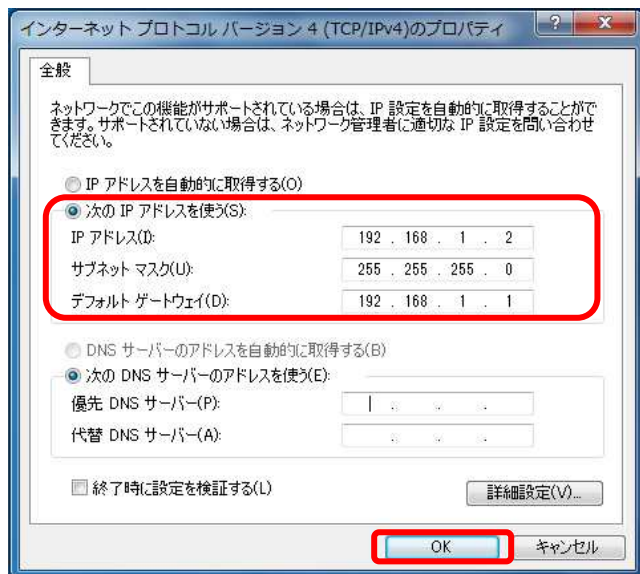 インターネット プロトコル バージョン 4 (TCP/IPv4)のプロパティ
?
全般
ネットワークでこの機能がサポートされている場合は、IP 設定を自動的に取得することがで
きます。サポートされていない場合は、ネットワーク管理者に適切な IP 設定を問い合わせ
てください。
IP アドレスを自動的に取得する(O)
次の IP アドレスを使う(S):
IP アドレス(I): 192 . 168 . 1 . 2
サブネット マスク(U): 255 . 255 . 255 . 0
デフォルト ゲートウェイ(D): 192 . 168 . 1 . 1
DNS サーバーのアドレスを自動的に取得する(B)
次の DNS サーバーのアドレスを使う(E):
優先 DNS サーバー(P): . . .
代替 DNS サーバー(A): . . .
終了時に設定を検証する(L)
詳細設定(V)...
OK キャンセル